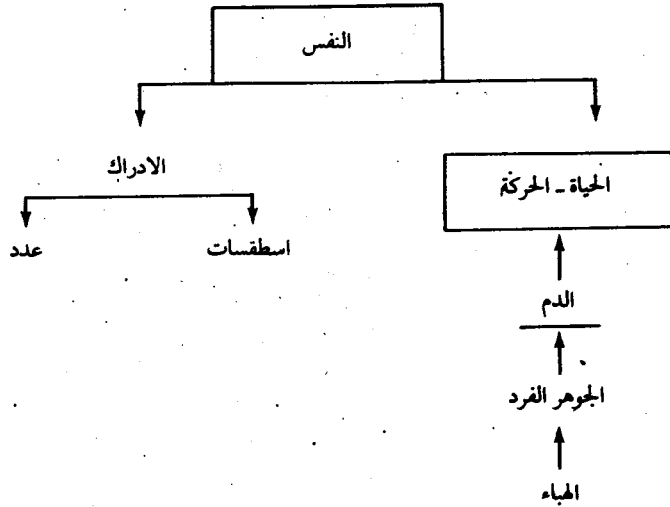 النفس
الادراك
الحياة ـ الحركة
عدد
اسطقسات
الدم
الجوهر الفرد
الهباء